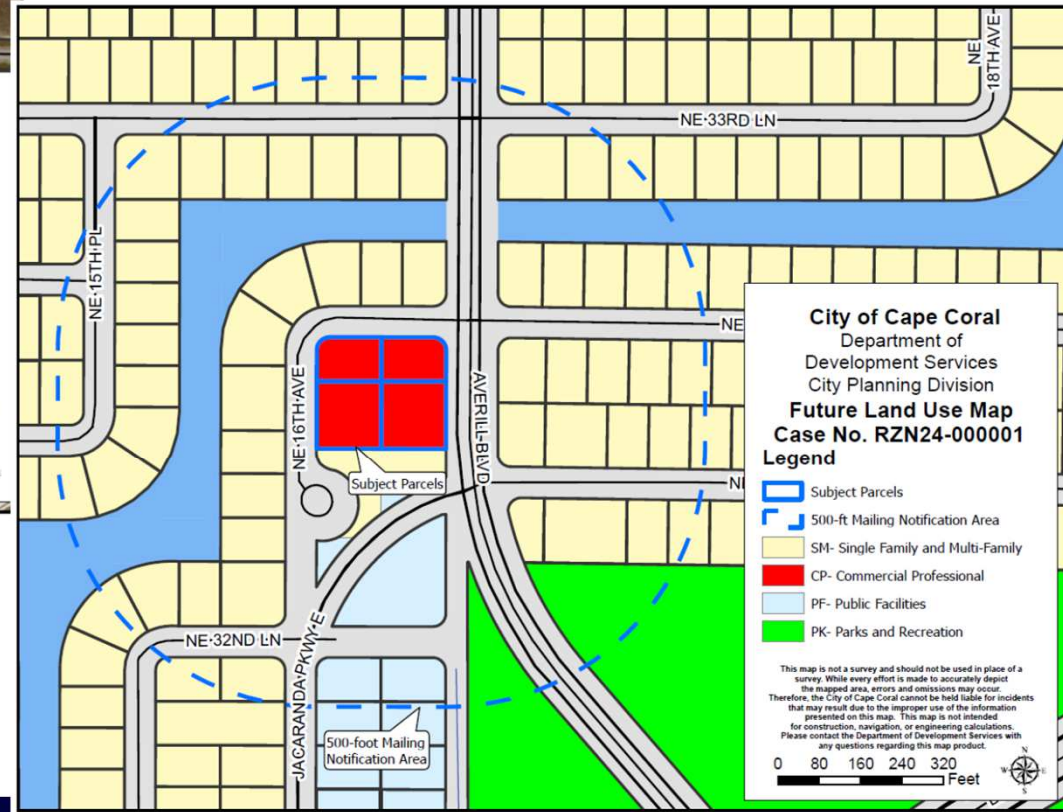 NE 18TH AVE
NE 33RD LN
NE 15TH PL
NE
NE 16TH AVE
AVERILL BLVD
Subject Parcels
NE
NE 32ND LN
JACARANDA PKWY E
500-foot Mailing
Notification Area
City of Cape Coral
Department of
Development Services
City Planning Division
Future Land Use Map
Case No. RZN24-000001
Legend
Subject Parcels
500-ft Mailing Notification Area
SM- Single Family and Multi-Family
CP- Commercial Professional
PF- Public Facilities
PK- Parks and Recreation
This map is not a survey and should not be used in place of a
survey. While every effort is made to accurately depict
the mapped area, errors and omissions may occur.
Therefore, the City of Cape Coral cannot be held liable for incidents
that may result due to the improper use of the information
presented on this map. This map is not intended
for construction, navigation, or engineering calculations.
Please contact the Department of Development Services with
any questions regarding this map product.
0 80 160 240 320
Feet
N
W E
S